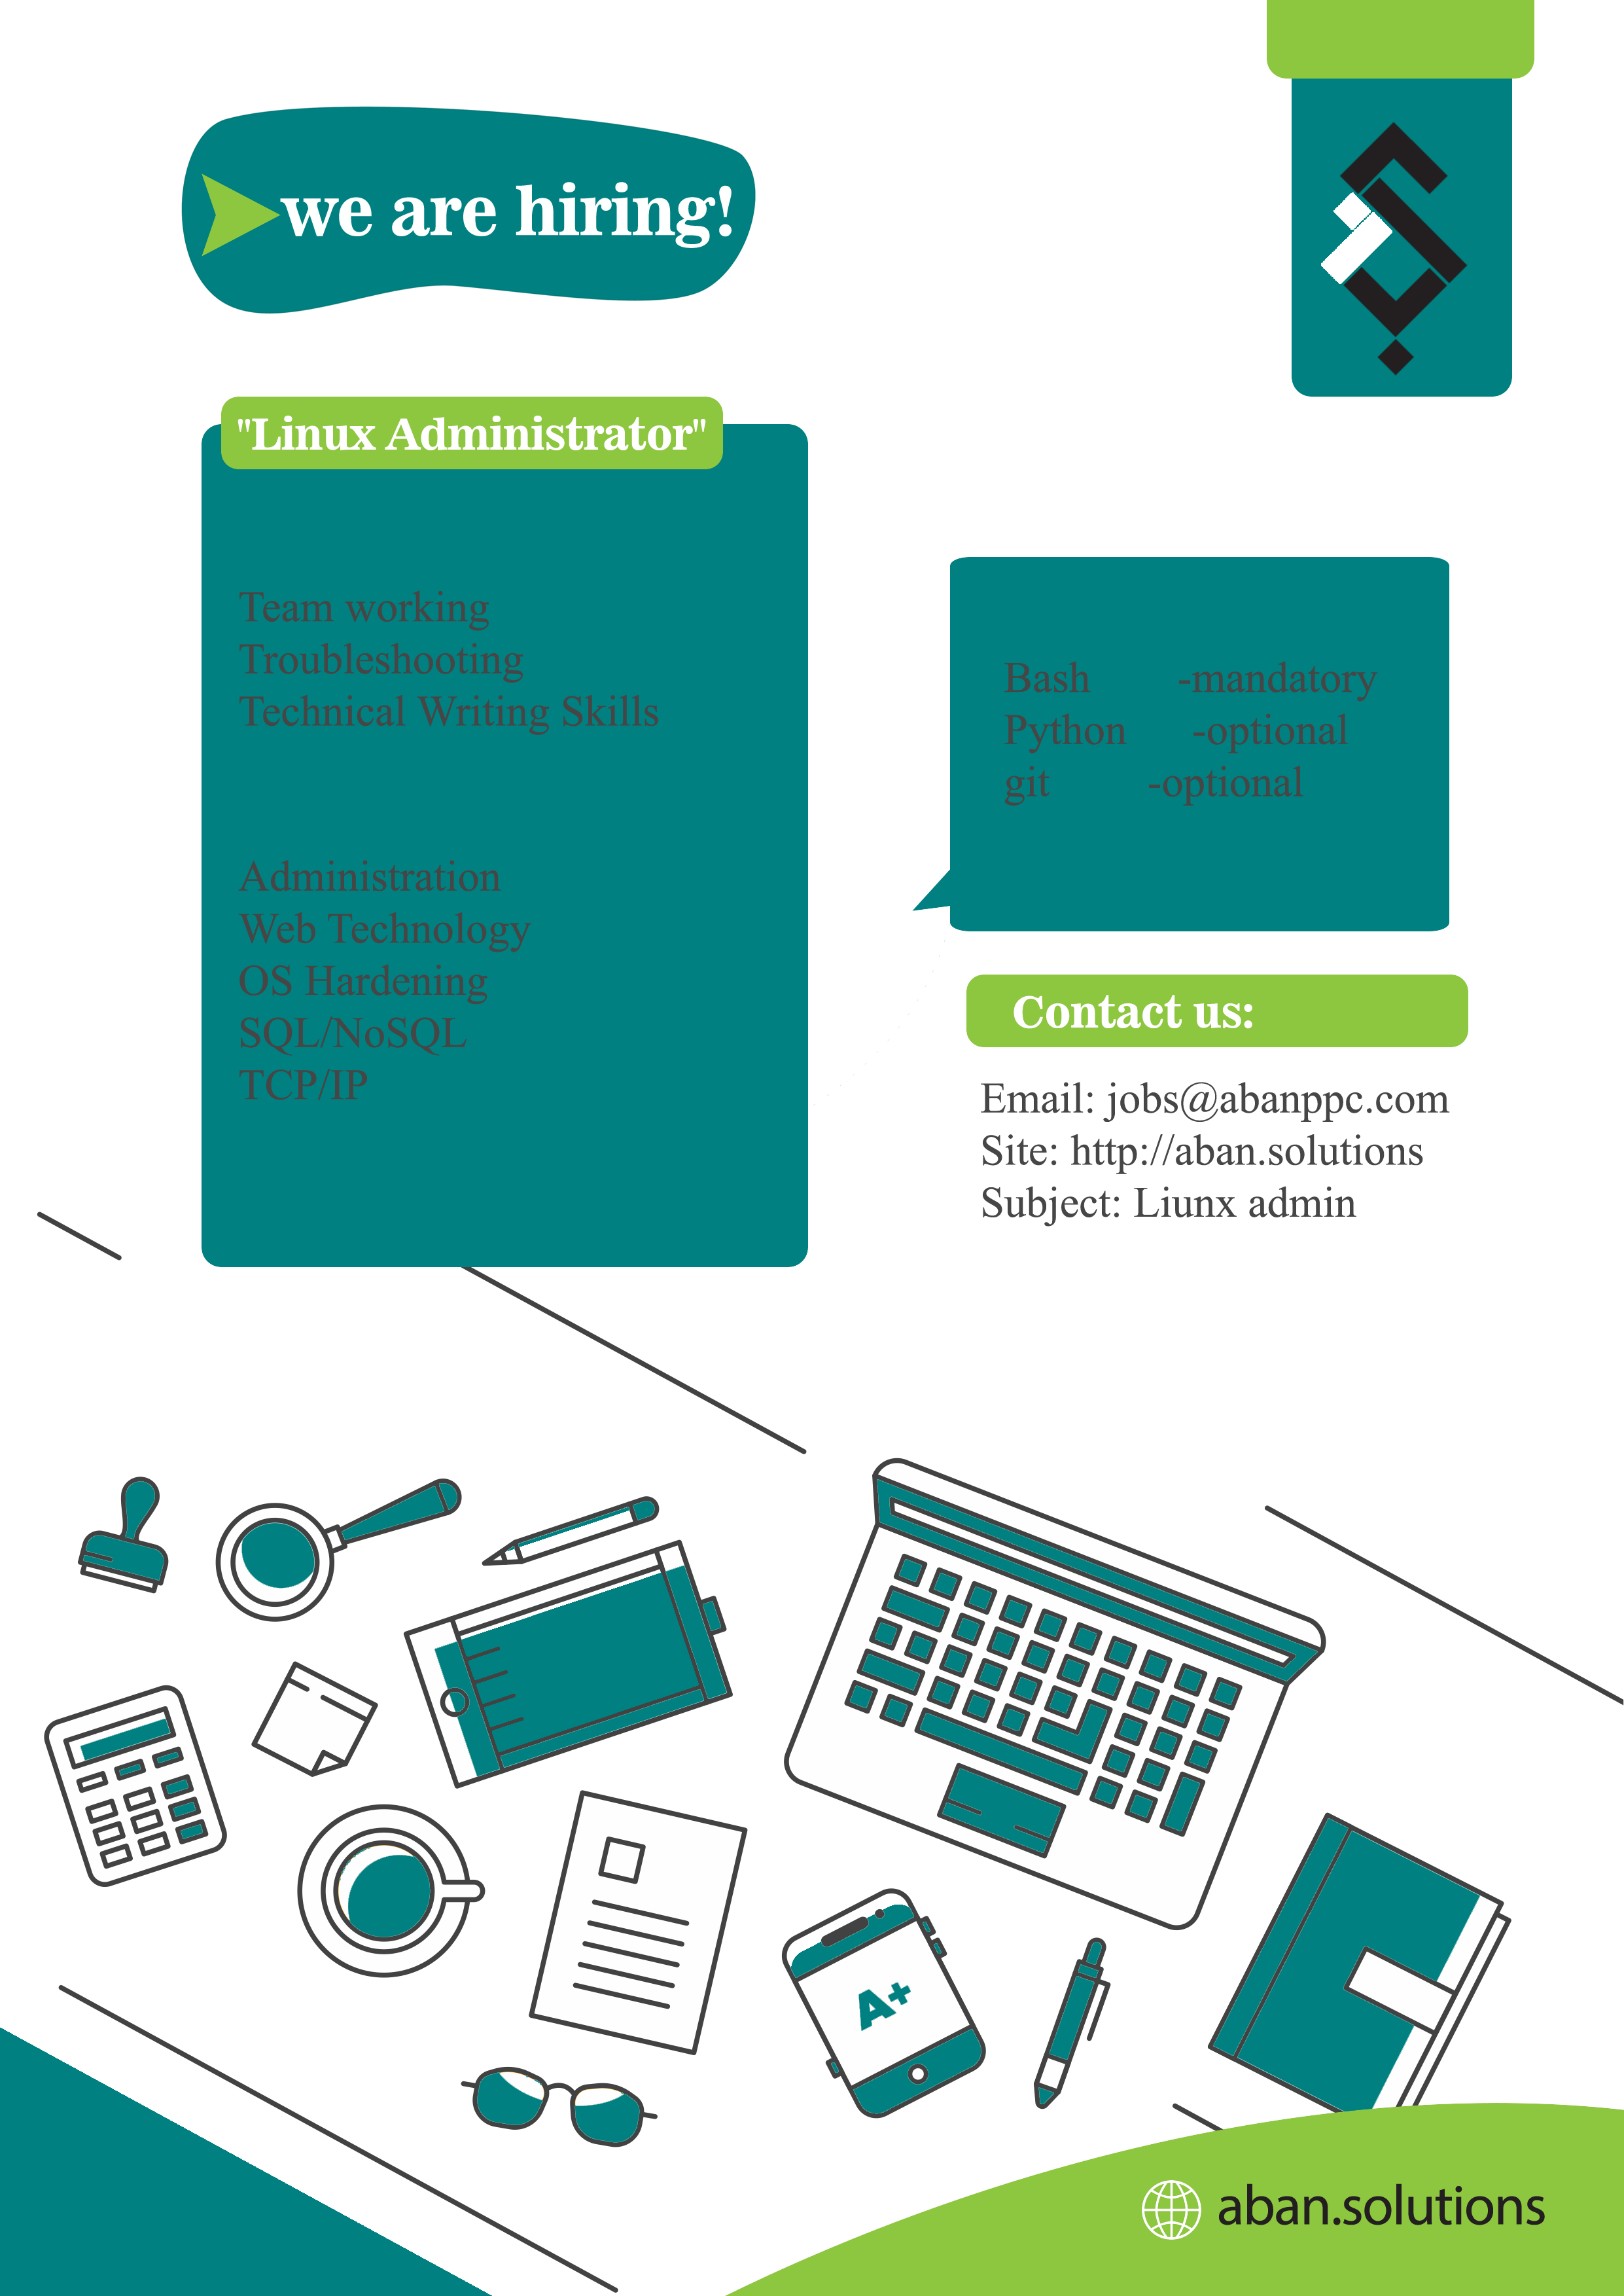 we are hiring!
"Linux Administrator"
Team working
Troubleshooting
Technical Writing Skills
Administration
Web Technology
OS Hardening
SQL/NoSQL
TCP/IP
Bash -mandatory
Python -optional
git -optional
Contact us:
Email: jobs@abanppc.com
Site: http://aban.solutions
Subject: Liunx admin
A+
aban.solutions